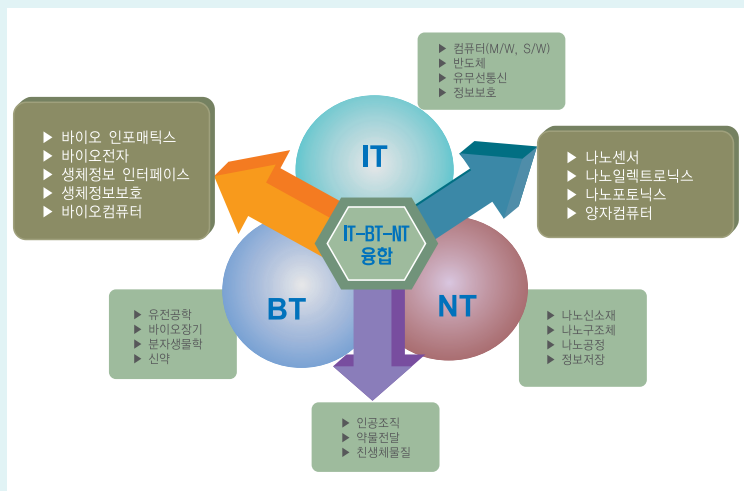 ▶ 컴퓨터(M/W, S/W)
▶ 반도체
▶ 유무선통신
▶ 정보보호
▶ 바이오 인포매틱스
▶ 바이오전자
▶ 생체정보 인터페이스
▶ 생체정보보호
▶ 바이오컴퓨터
IT
▶ 나노센서
▶ 나노일렉트로닉스
▶ 나노포토닉스
▶ 양자컴퓨터
IT-BT-NT
융합
BT
NT
▶ 유전공학
▶ 바이오장기
▶ 분자생물학
▶ 신약
▶ 나노신소재
▶ 나노구조체
▶ 나노공정
▶ 정보저장
▶ 인공조직
▶ 약물전달
▶ 친생체물질